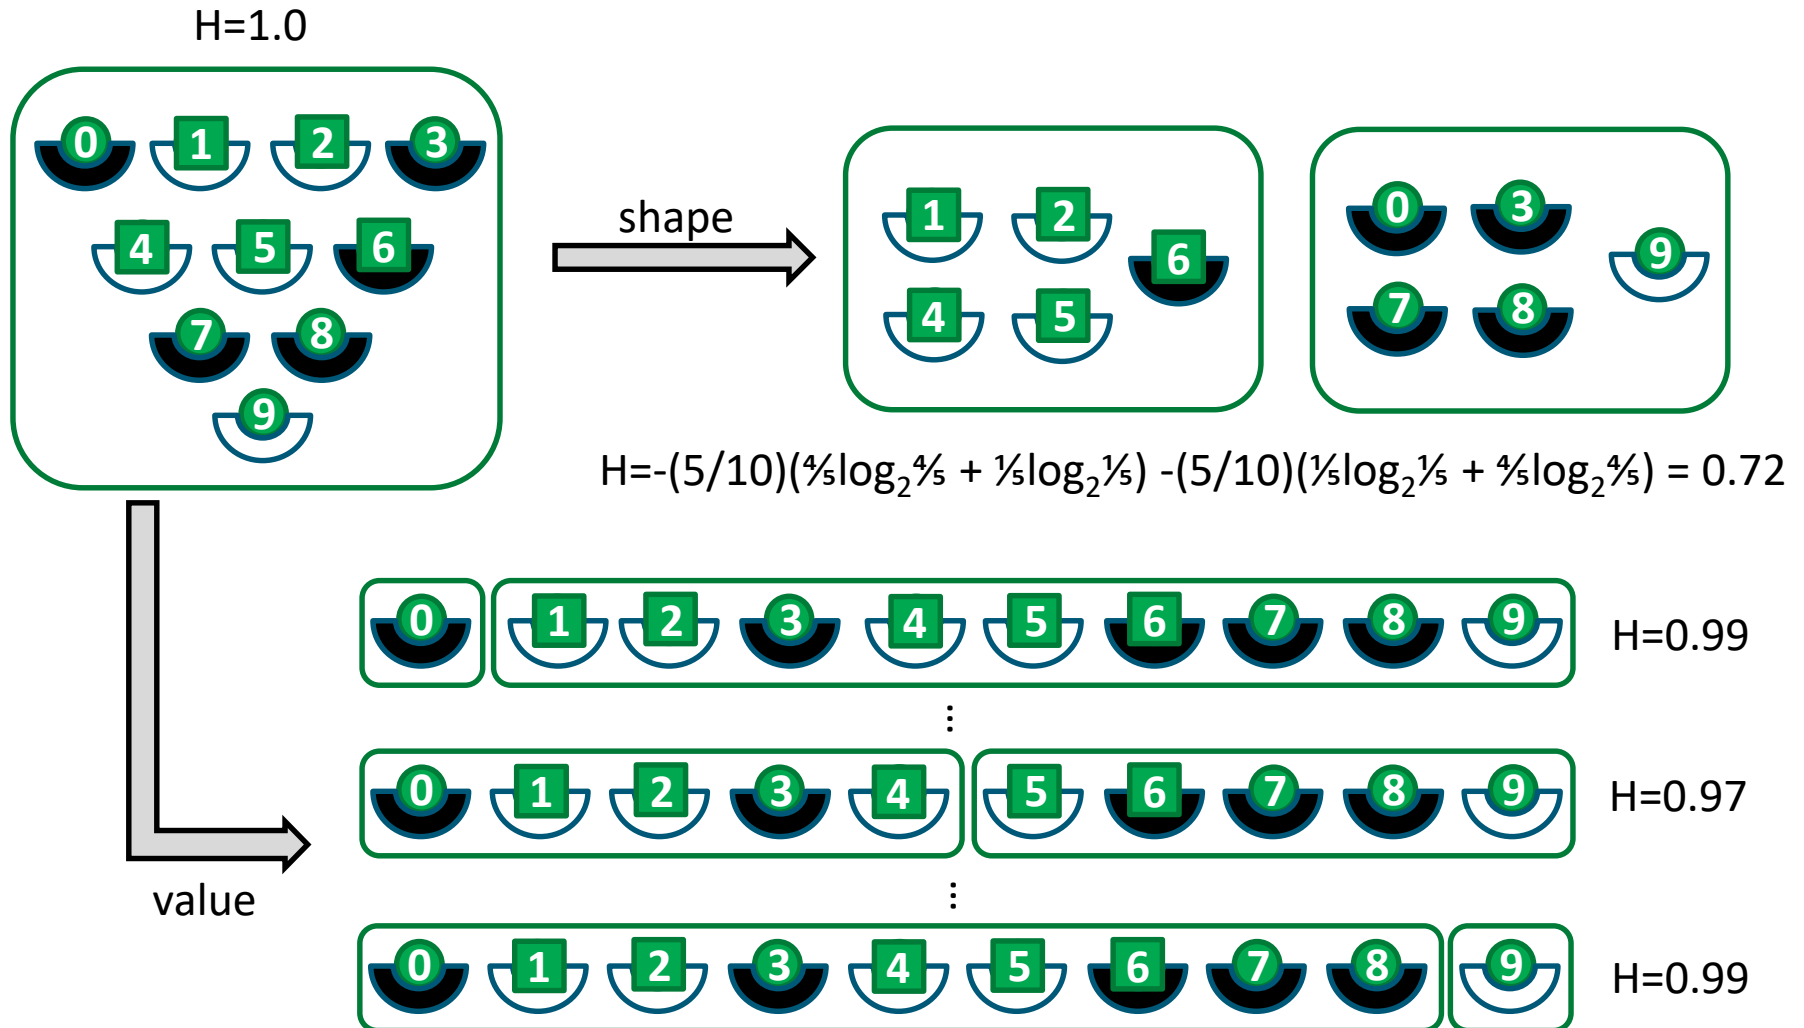 H=1.0
0 1 2 3
4 5 6
7 8
9
shape
1 2
6
4 5
0 3
9
7 8
H=-(5/10)(⅘log₂⅘ + ⅕log₂⅕) -(5/10)(⅕log₂⅕ + ⅘log₂⅘) = 0.72
value
0 1 2 3 4 5 6 7 8 9 H=0.99
...
0 1 2 3 4 5 6 7 8 9 H=0.97
...
0 1 2 3 4 5 6 7 8 9 H=0.99